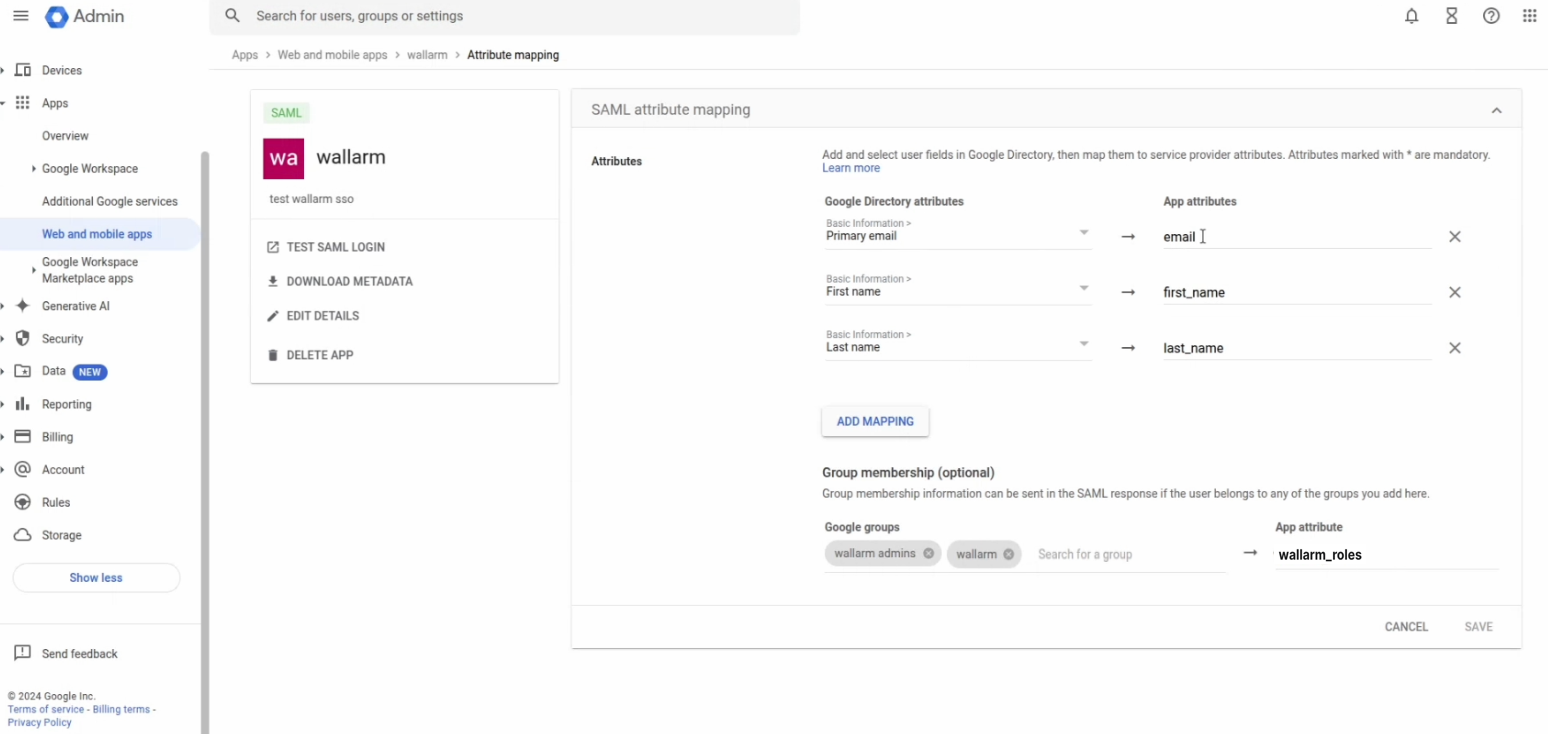 Admin
Search for users, groups or settings
Apps > Web and mobile apps > wallarm > Attribute mapping
Devices
Apps
Overview
Google Workspace
Additional Google services
Web and mobile apps
Google Workspace
Marketplace apps
Generative AI
Security
Data NEW
Reporting
Billing
Account
Rules
Storage
Show less
Send feedback
© 2024 Google Inc.
Terms of service - Billing terms -
Privacy Policy
SAML
wa wallarm
test wallarm sso
TEST SAML LOGIN
DOWNLOAD METADATA
EDIT DETAILS
DELETE APP
SAML attribute mapping
Attributes
Add and select user fields in Google Directory, then map them to service provider attributes. Attributes marked with * are mandatory.
Learn more
Google Directory attributes App attributes
Basic Information >
Primary email → email
Basic Information >
First name → first_name
Basic Information >
Last name → last_name
ADD MAPPING
Group membership (optional)
Group membership information can be sent in the SAML response if the user belongs to any of the groups you add here.
Google groups App attribute
wallarm admins wallarm Search for a group → wallarm_roles
CANCEL SAVE